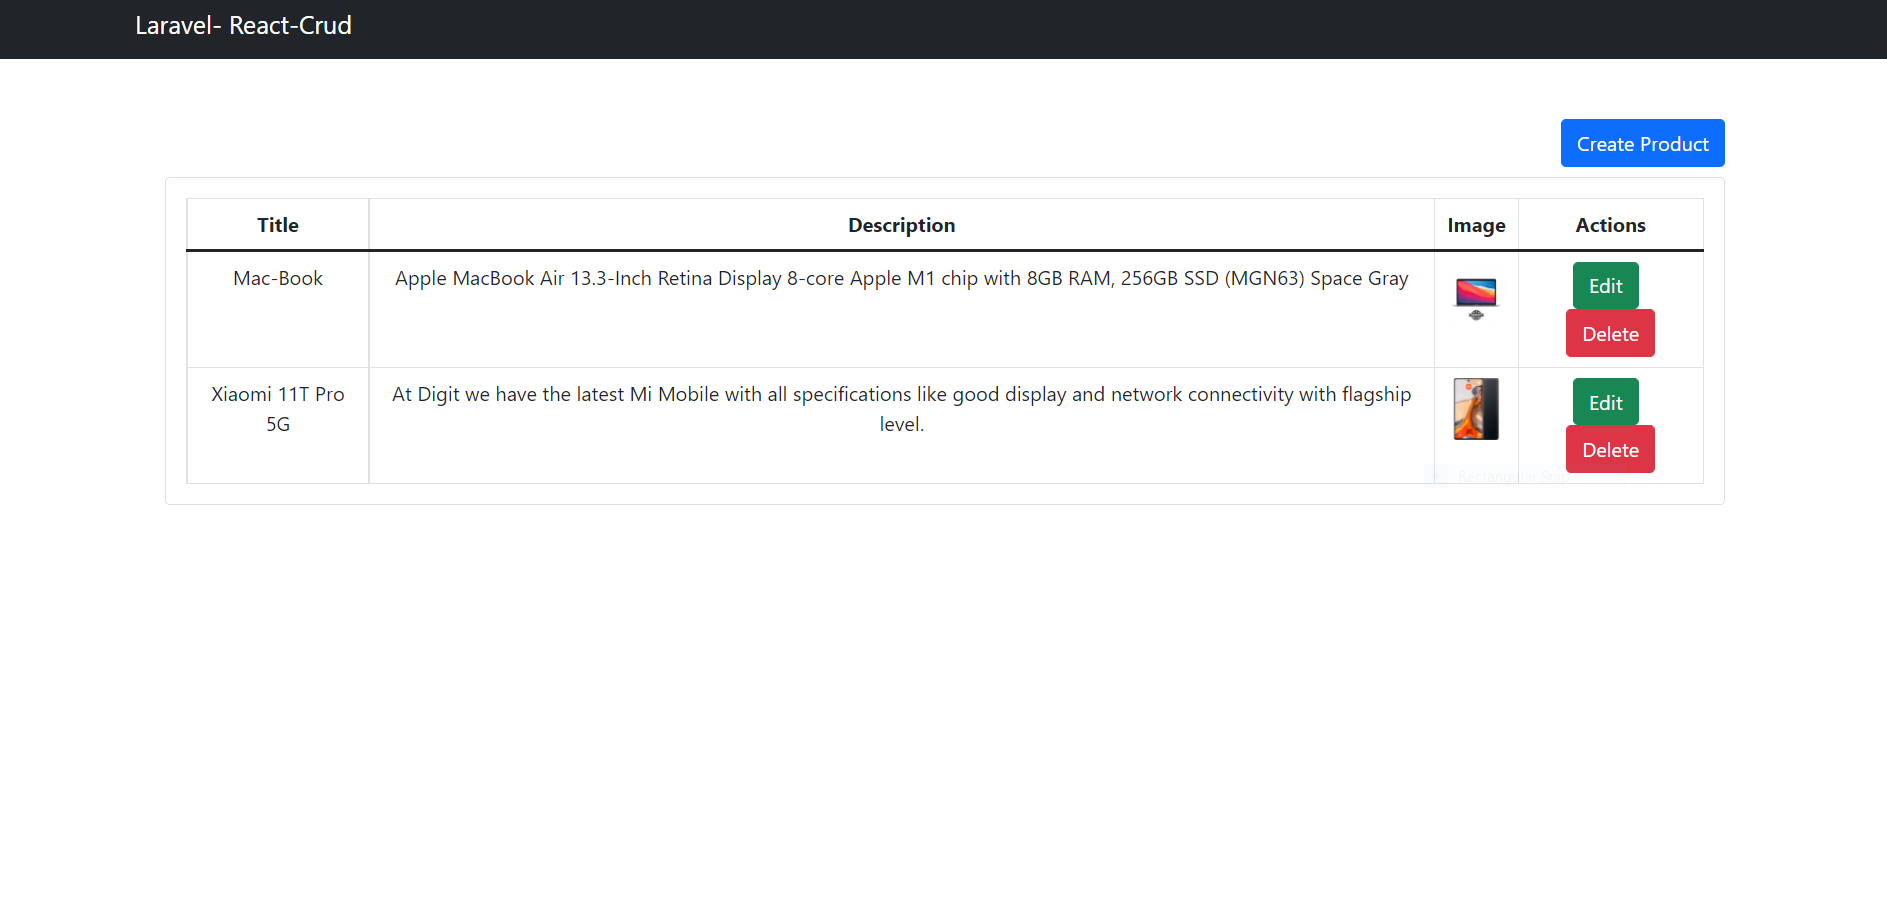 Laravel- React-Crud
Create Product
Title Description Image Actions
Mac-Book Apple MacBook Air 13.3-Inch Retina Display 8-core Apple M1 chip with 8GB RAM, 256GB SSD (MGN63) Space Gray Edit
Delete
Xiaomi 11T Pro At Digit we have the latest Mi Mobile with all specifications like good display and network connectivity with flagship Edit
5G level.
Delete
Rectangular Snip